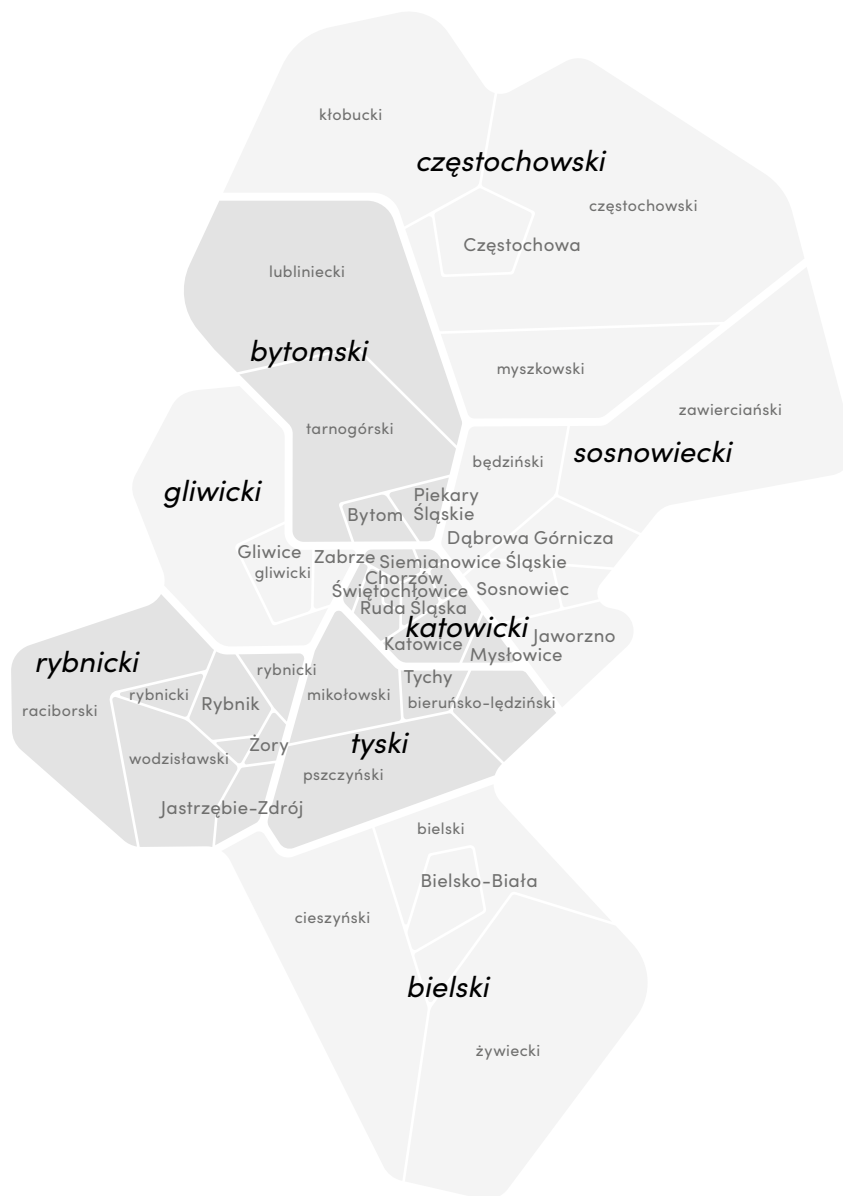 kłobucki
częstochowski
częstochowski
Częstochowa
lubliniecki
bytomski
myszkowski
zawierciański
tarnogórski
sosnowiecki
będziński
gliwicki
Piekary
Śląskie
Bytom
Dąbrowa Górnicza
Gliwice
Zabrze
Siemianowice Śląskie
gliwicki
Chorzów
Świętochłowice
Sosnowiec
Ruda Śląska
katowicki
Jaworzno
Katowice
Mysłowice
rybnicki
rybnicki
Tychy
rybnicki
mikołowski
bieruńsko-lędziński
Rybnik
raciborski
Żory
tyski
wodzisławski
pszczyński
Jastrzębie-Zdrój
bielski
Bielsko-Biała
cieszyński
bielski
żywiecki